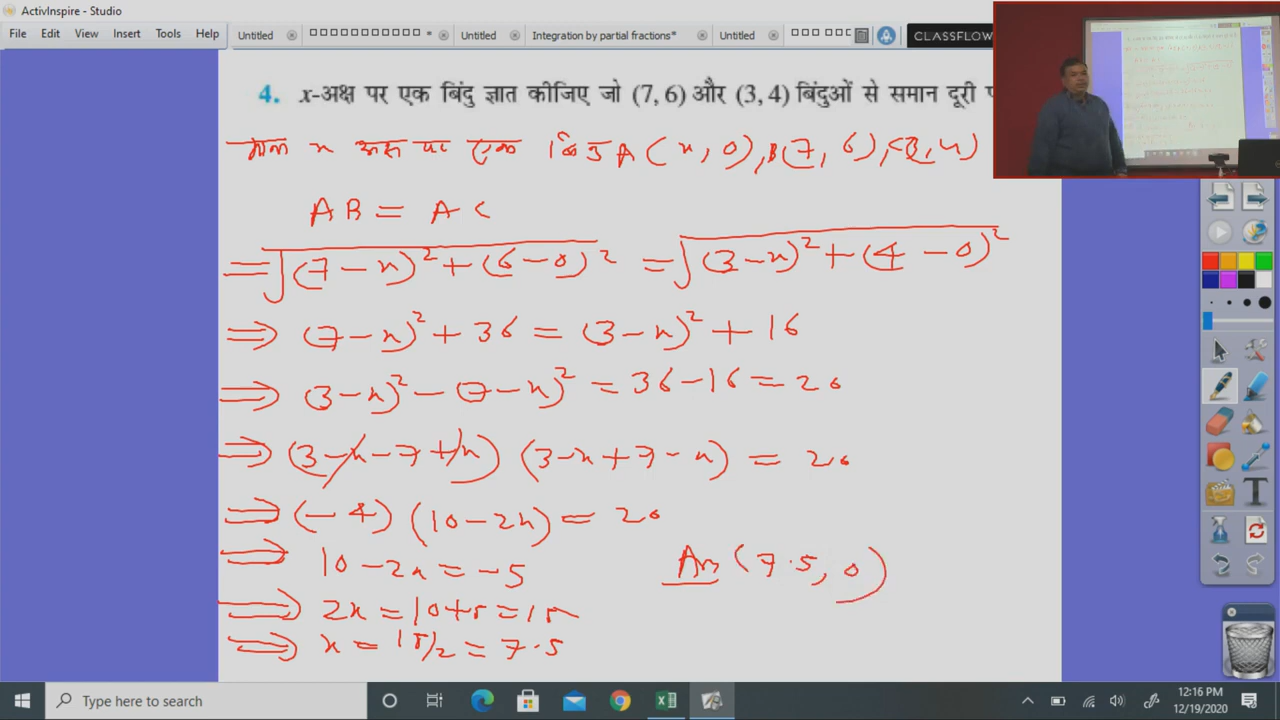 ActivInspire - Studio
File Edit View Insert Tools Help
Untitled Untitled Integration by partial fractions* Untitled CLASSFLOW
4. x-अक्ष पर एक बिंदु ज्ञात कीजिए जो (7, 6) और (3, 4) बिंदुओं से समान दूरी
माना x अक्ष पर एक बिंदु A (x, 0), B(7, 6), C(3, 4)
AB = AC
⇒ √(7-x)² + (6-0)² = √(3-x)² + (4-0)²
⇒ (7-x)² + 36 = (3-x)² + 16
⇒ (3-x)² - (7-x)² = 36-16 = 20
⇒ (3-x-7+x) (3-x+7-x) = 20
⇒ (-4) (10-2x) = 20
⇒ 10-2x = -5
Ans (7.5, 0)
⇒ 2x = 10+5 = 15
⇒ x = 15/2 = 7.5
Type here to search
12:16 PM
12/19/2020